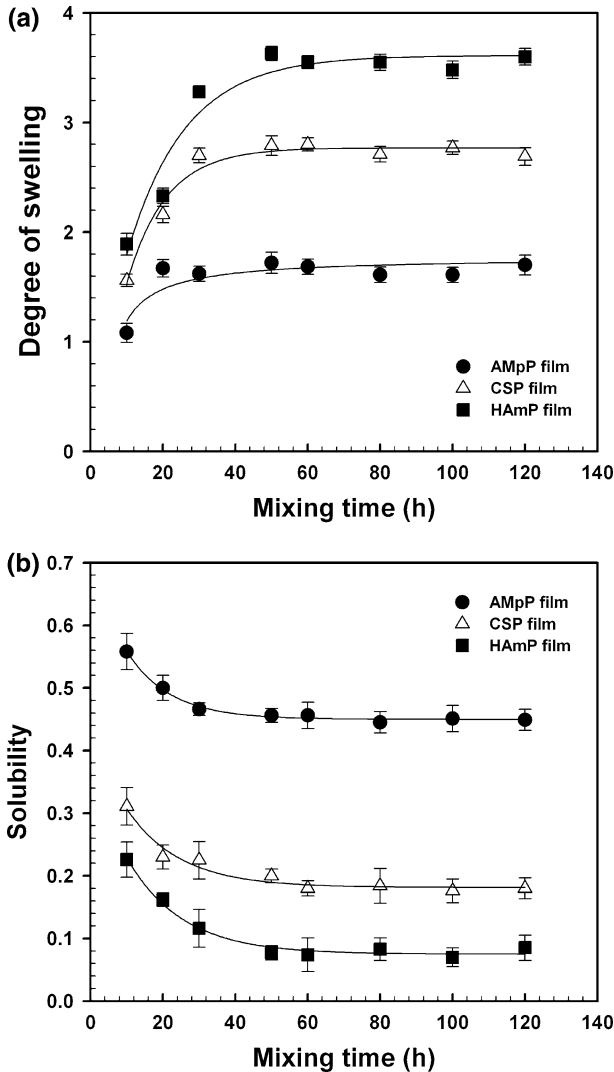 (a)
4
3
2
1
0
Degree of swelling
AMpP film
CSP film
HAmP film
0 20 40 60 80 100 120 140
Mixing time (h)
(b)
0.7
0.6
0.5
0.4
0.3
0.2
0.1
0.0
Solubility
AMpP film
CSP film
HAmP film
0 20 40 60 80 100 120 140
Mixing time (h)